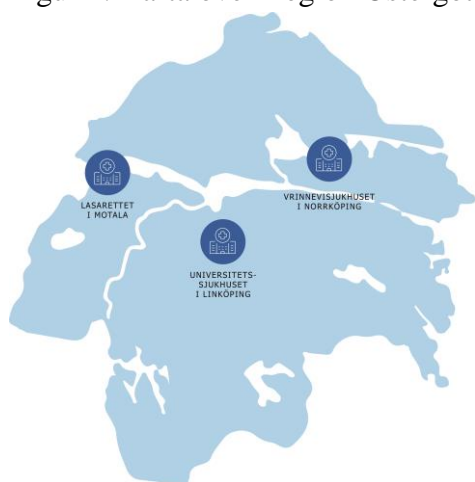 LASARETTET
I MOTALA
VRINNEVISJUKHUSET
I NORRKÖPING
UNIVERSITETS-
SJUKHUSET
I LINKÖPING